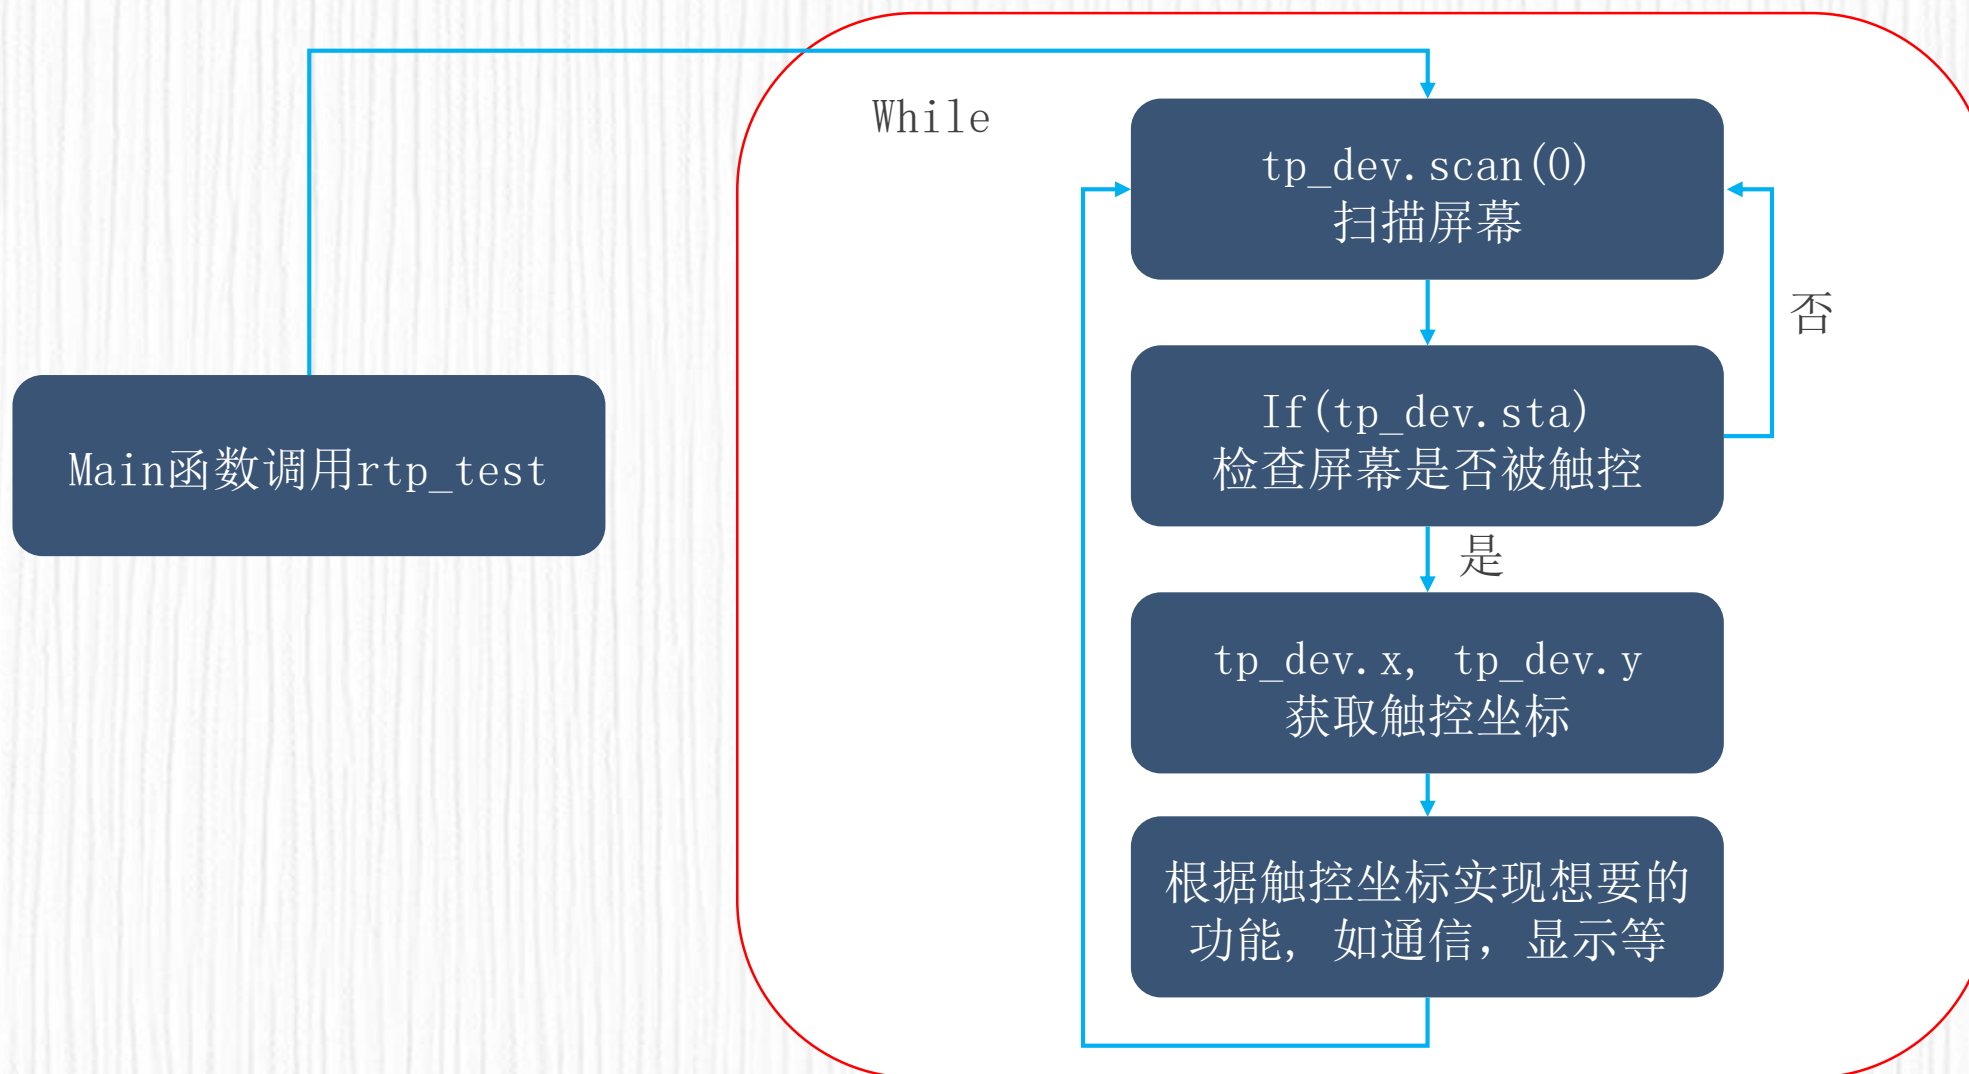 While
tp_dev.scan(0)
扫描屏幕
否
If(tp_dev.sta)
检查屏幕是否被触控
Main函数调用rtp_test
是
tp_dev.x, tp_dev.y
获取触控坐标
根据触控坐标实现想要的
功能, 如通信，显示等